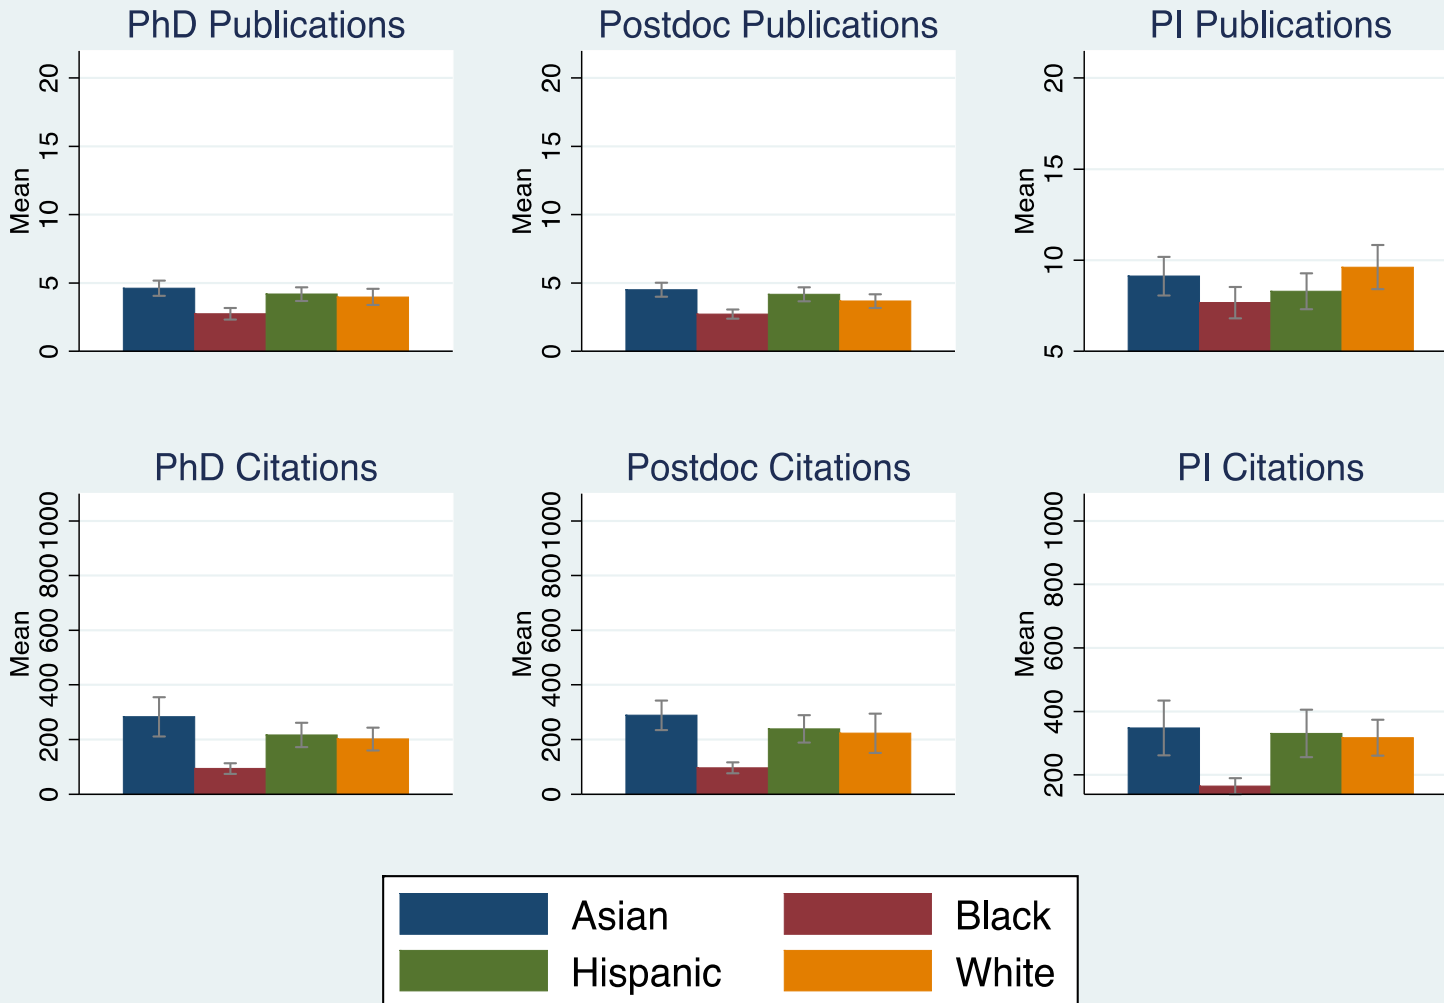 PhD Publications
Postdoc Publications
PI Publications
Mean
0 5 10 15 20
Mean
0 5 10 15 20
Mean
5 10 15 20
PhD Citations
Postdoc Citations
PI Citations
Mean
0 200 400 600 800 1000
Mean
0 200 400 600 800 1000
Mean
200 400 600 800 1000
Asian
Black
Hispanic
White